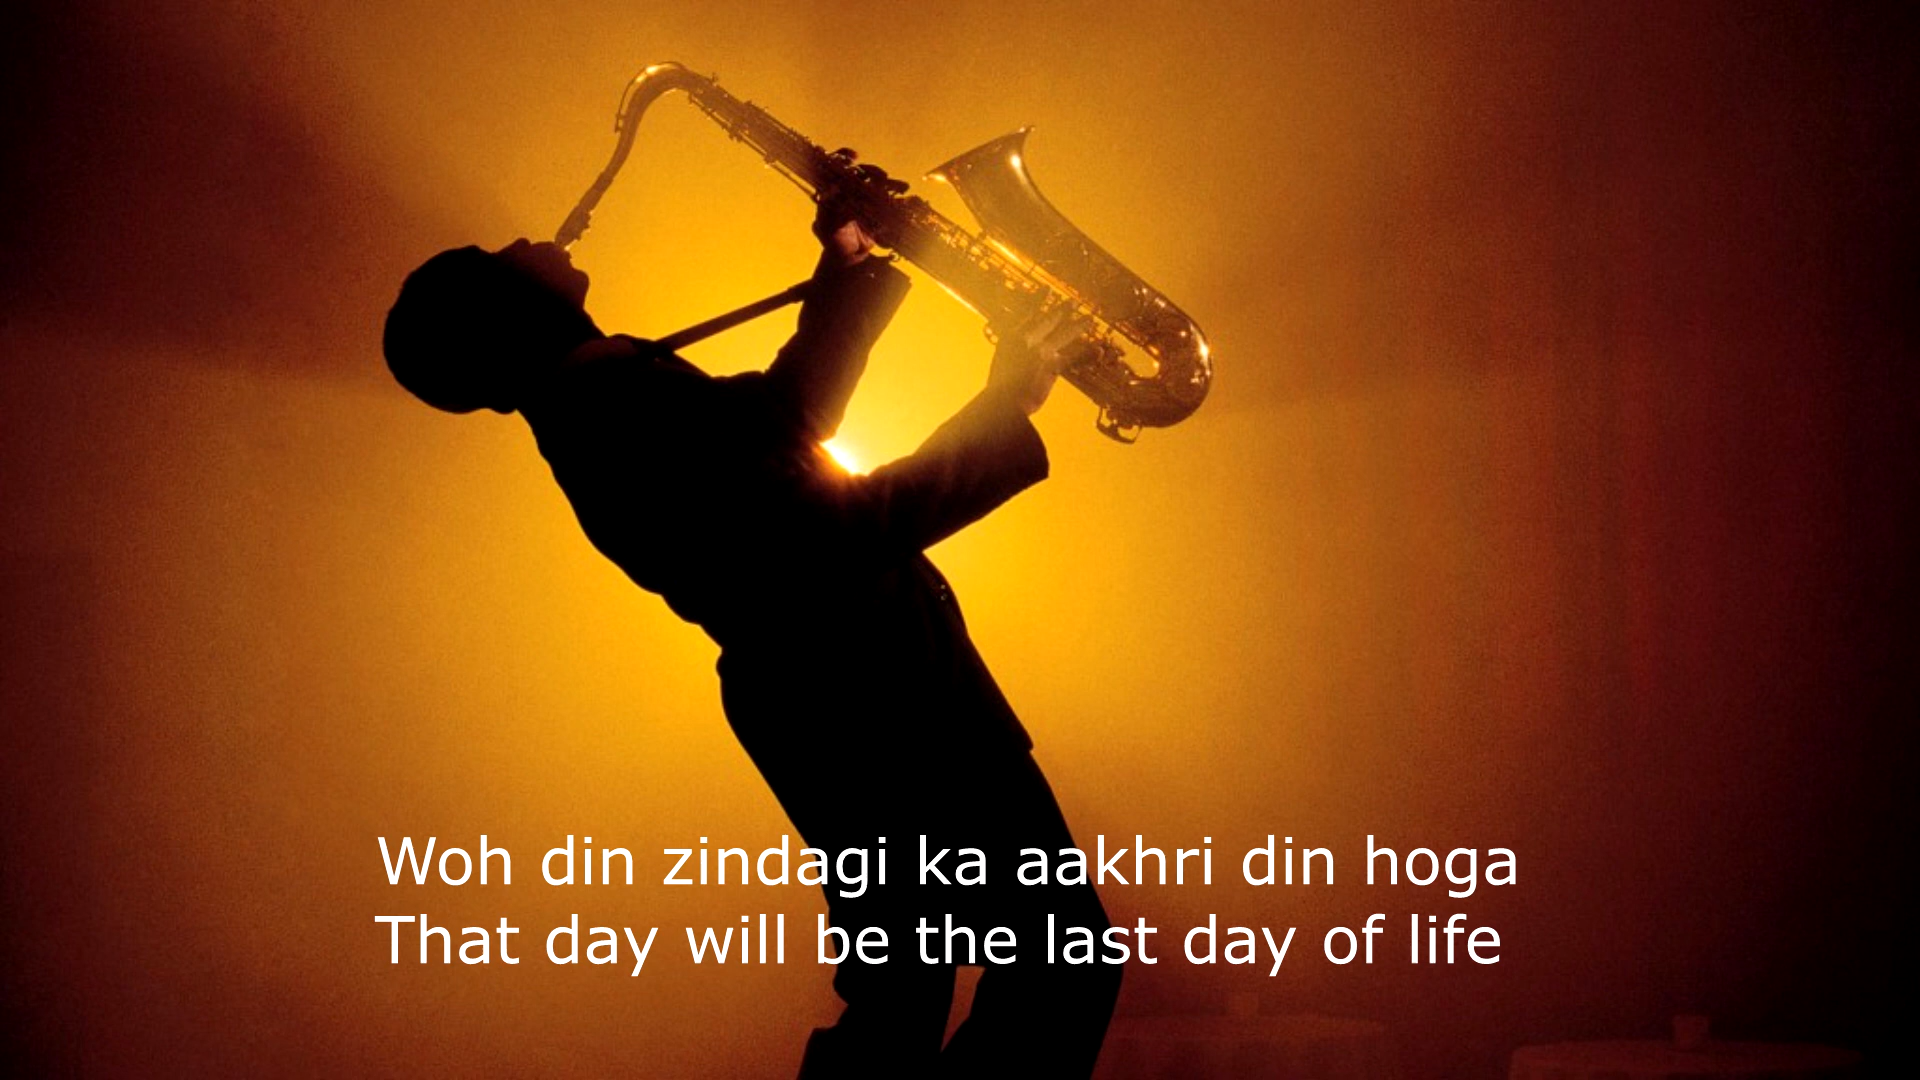 Woh din zindagi ka aakhri din hoga
That day will be the last day of life